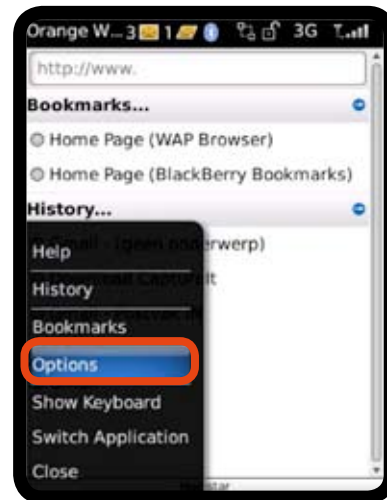 Orange W... 3 1 3G
http://www.
Bookmarks...
Home Page (WAP Browser)
Home Page (BlackBerry Bookmarks)
History...
Help
History
Bookmarks
Options
Show Keyboard
Switch Application
Close